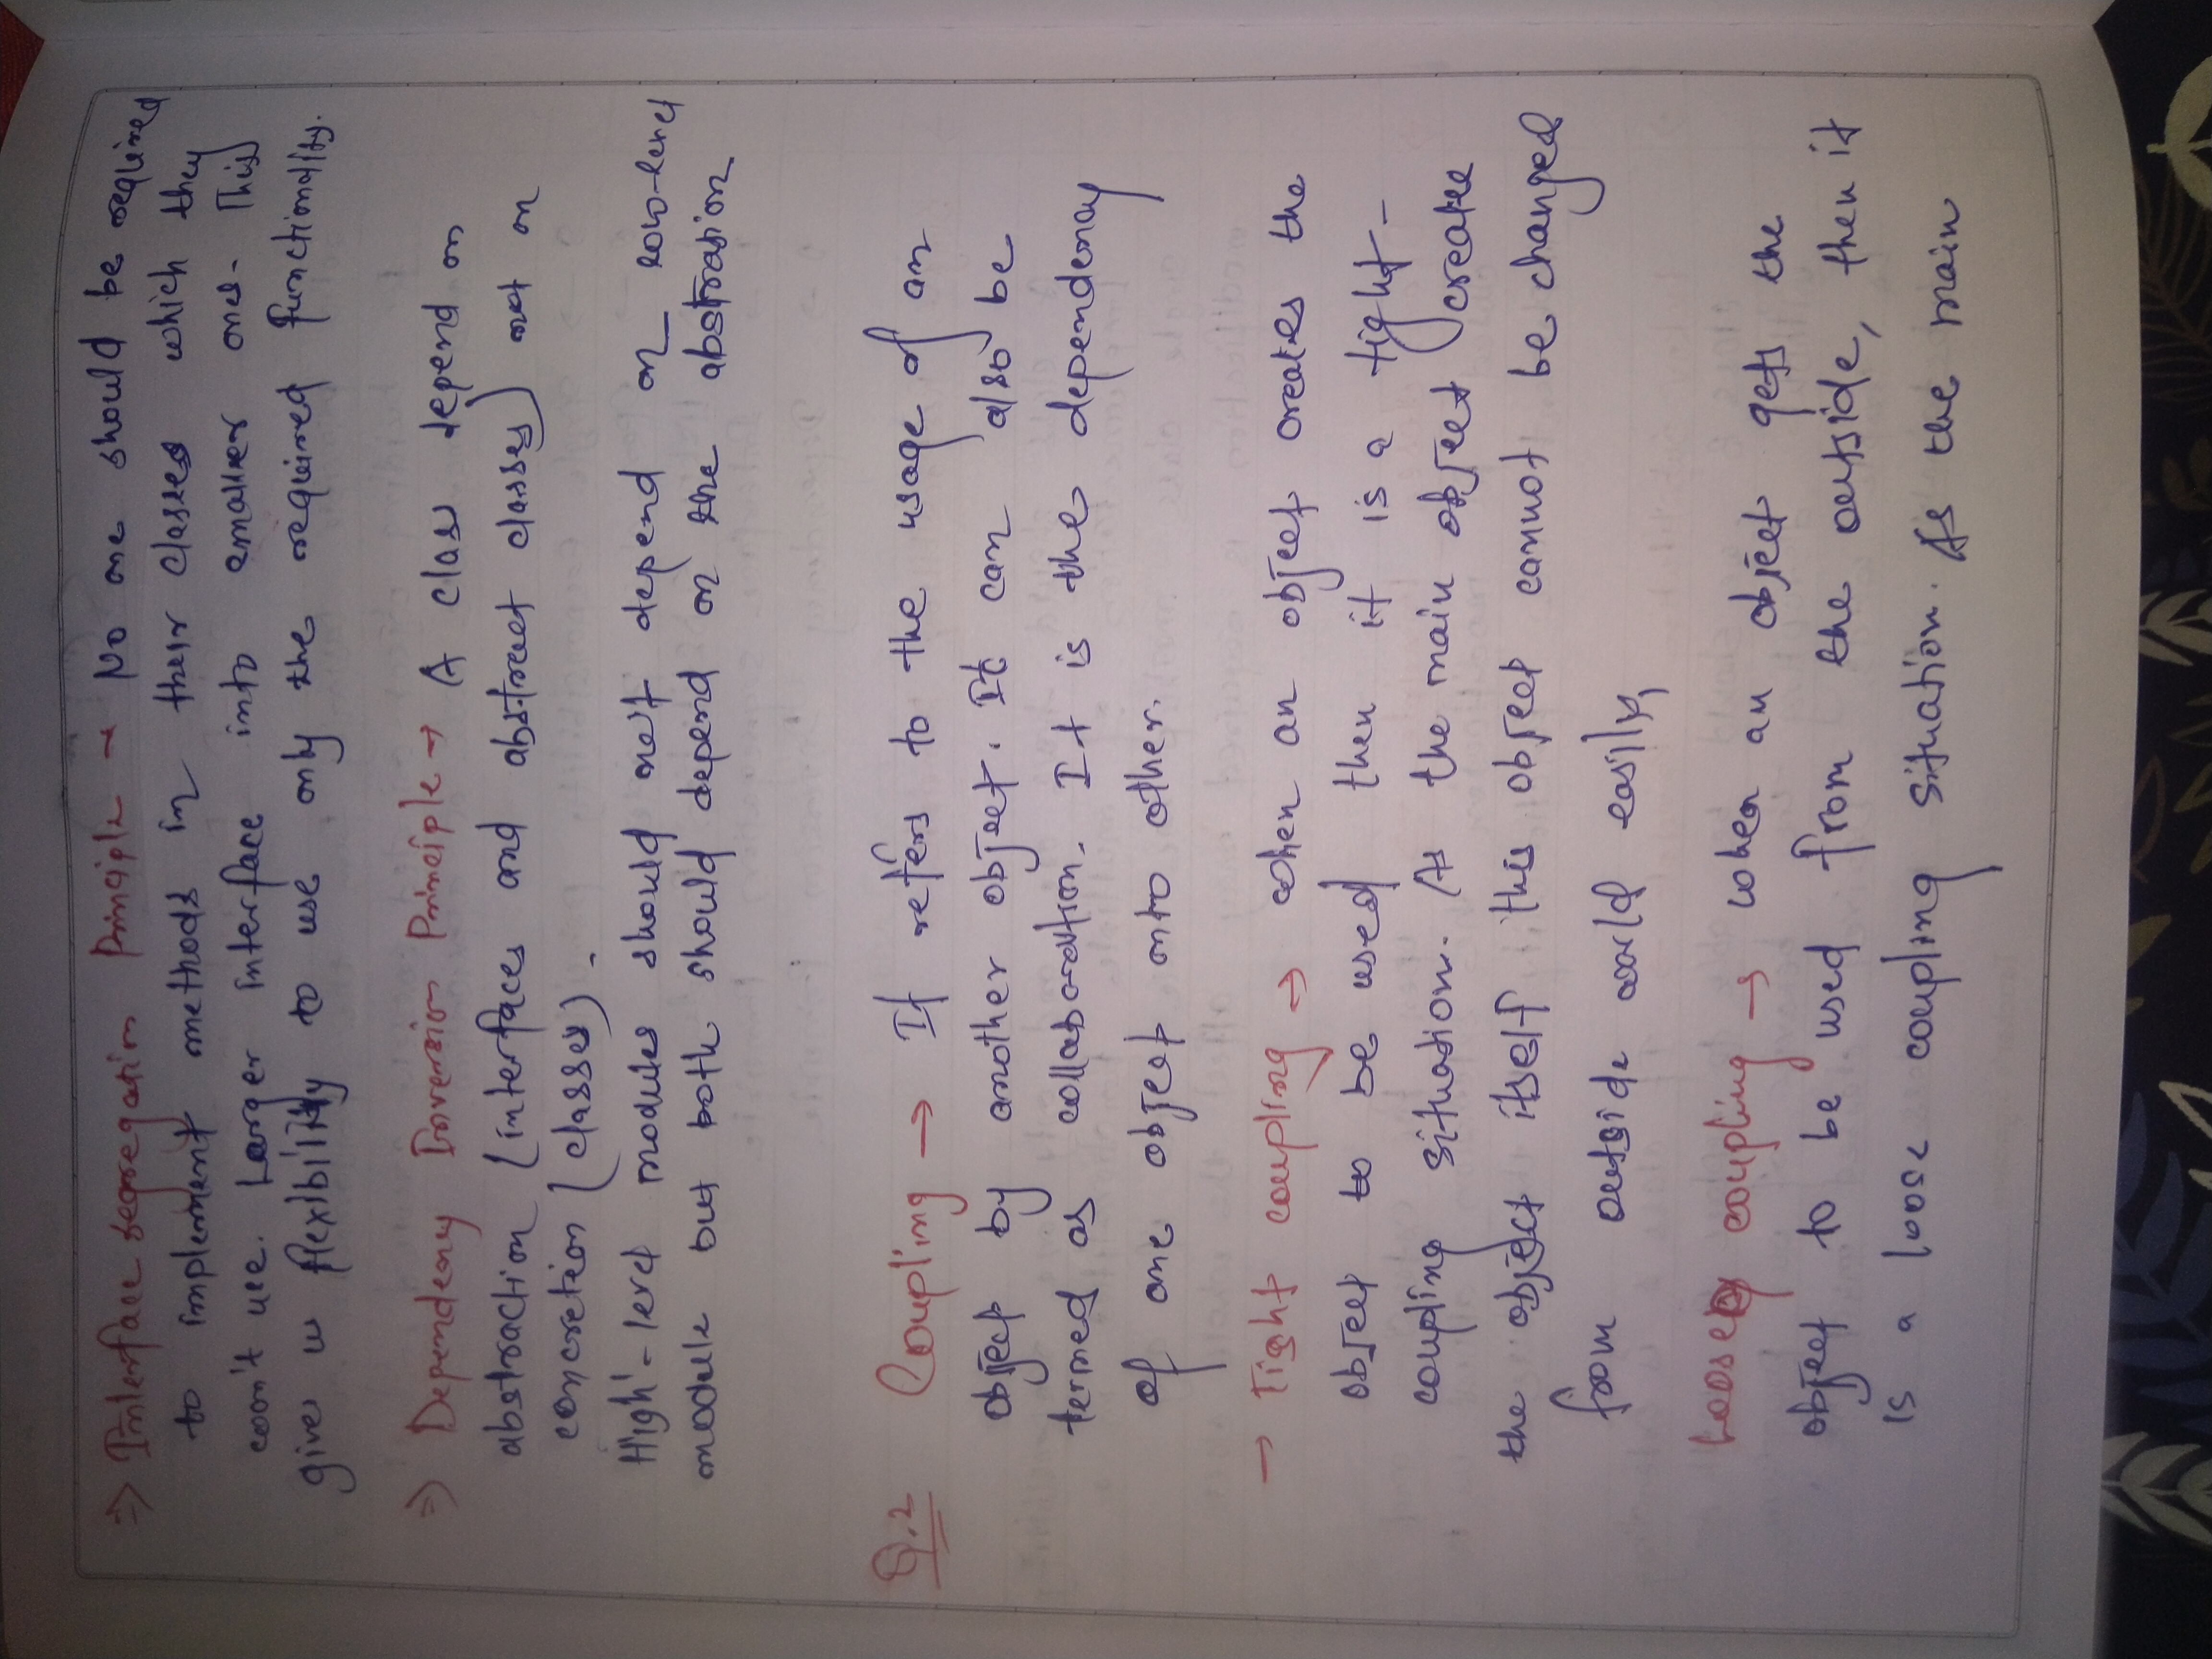 => Interface segregation Principle → No one should be required
to implement methods in their classes which they
won't use. Larger interface into smaller one. This
gives us flexibility to use only the required functionality.
=> Dependency Inversion Principle → A class depend on
abstraction (interfaces and abstract classes) not on
concretion (classes).
High-level modules should not depend on low-level
module but both should depend on the abstration
Q.2 Coupling → It refers to the usage of an
object by another object. It can also be
termed as collaboration. It is the dependency
of one object onto other.
→ Tight coupling → when an object creates the
object to be used then it is a tight-
coupling situation. As the main object create
the object itself this object cannot be changed
from outside world easily,
Loose coupling → when an object gets the
object to be used from the outside, then it
is a loose coupling situation. As the main